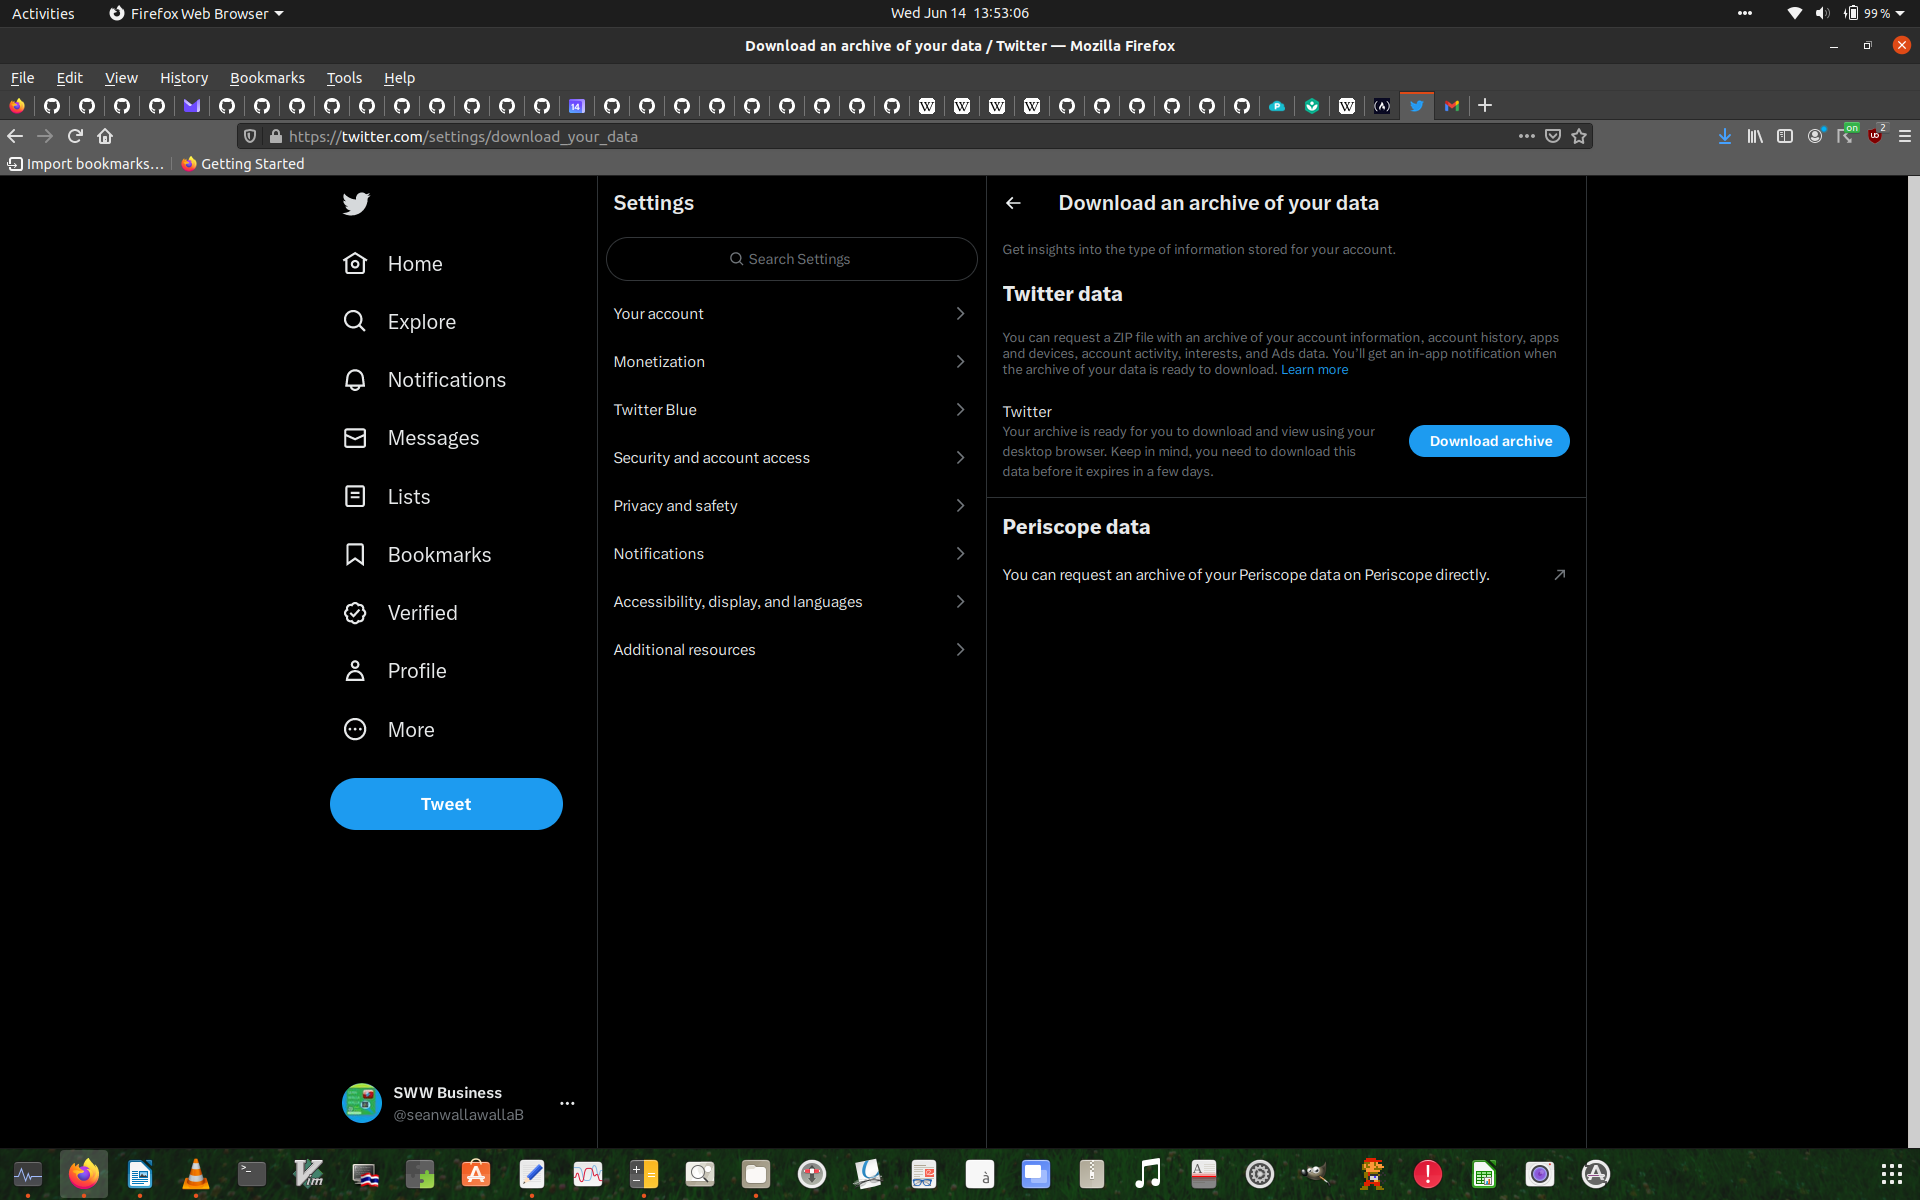 Activities
Firefox Web Browser
Wed Jun 14  13:53:06
99 %
Download an archive of your data / Twitter — Mozilla Firefox
File
Edit
View
History
Bookmarks
Tools
Help
14
https://twitter.com/settings/download_your_data
on
2
Import bookmarks…
Getting Started
Home
Explore
Notifications
Messages
Lists
Bookmarks
Verified
Profile
More
Tweet
SWW Business
@seanwallawallaB
Settings
Search Settings
Your account
Monetization
Twitter Blue
Security and account access
Privacy and safety
Notifications
Accessibility, display, and languages
Additional resources
Download an archive of your data
Get insights into the type of information stored for your account.
Twitter data
You can request a ZIP file with an archive of your account information, account history, apps
and devices, account activity, interests, and Ads data. You’ll get an in-app notification when
the archive of your data is ready to download. Learn more
Twitter
Your archive is ready for you to download and view using your
desktop browser. Keep in mind, you need to download this
data before it expires in a few days.
Download archive
Periscope data
You can request an archive of your Periscope data on Periscope directly.